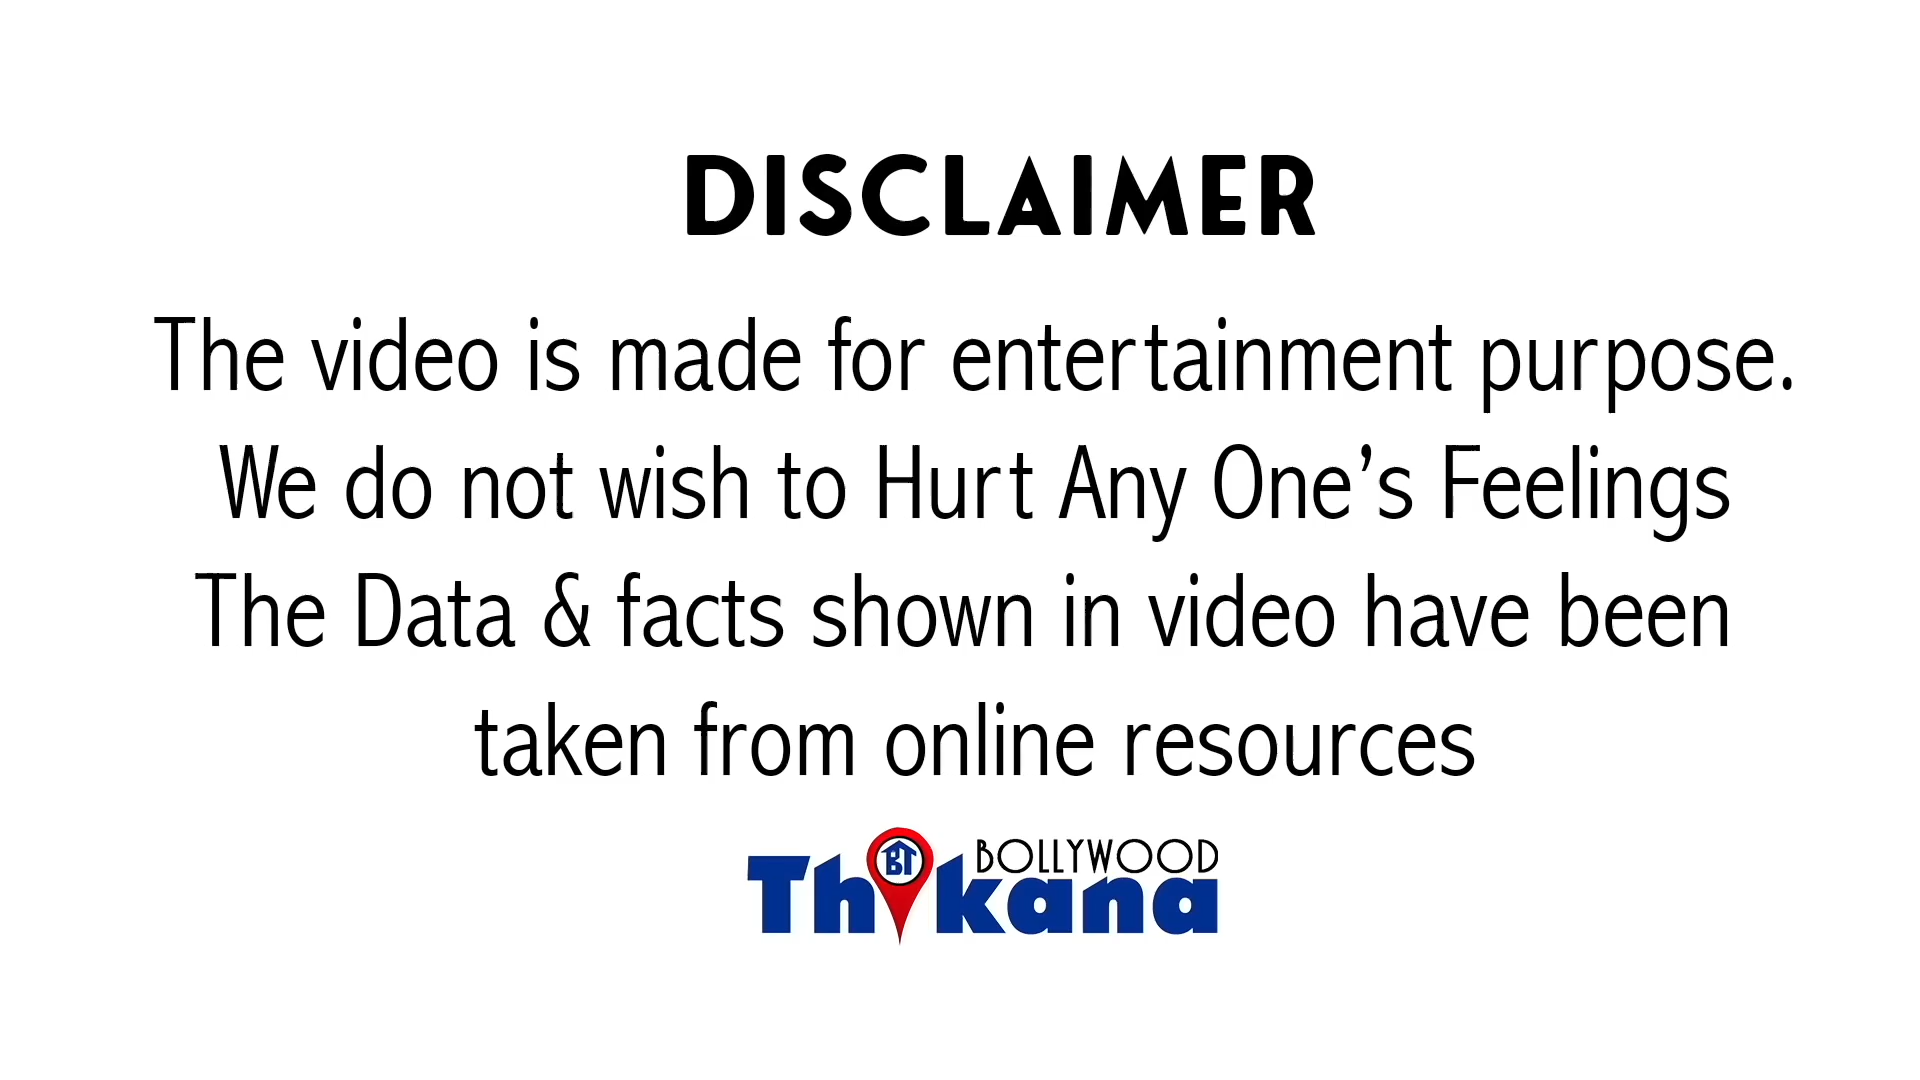 DISCLAIMER
The video is made for entertainment purpose.
We do not wish to Hurt Any One’s Feelings
The Data & facts shown in video have been
taken from online resources
BT
BOLLYWOOD
Thikana